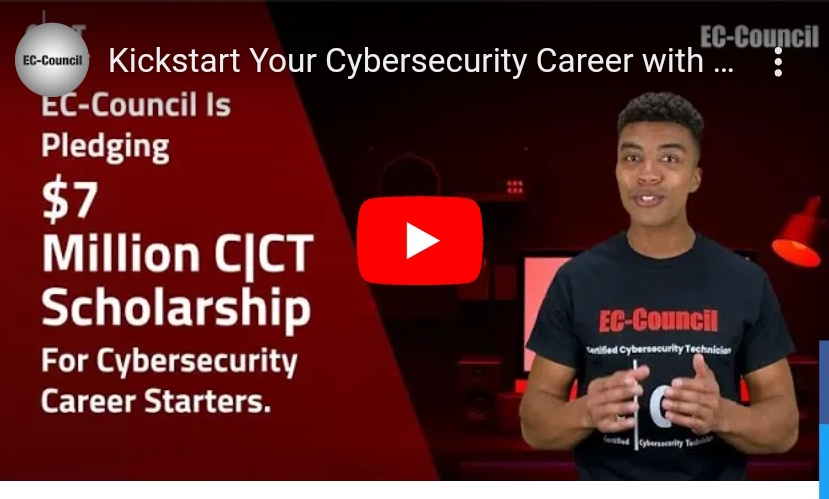 EC-Council
Kickstart Your Cybersecurity Career with …
EC-Council
EC-Council Is
Pledging
$7
Million C|CT
Scholarship
For Cybersecurity
Career Starters.
EC-Council
Certified Cybersecurity Technician
C
Certified Cybersecurity Technician